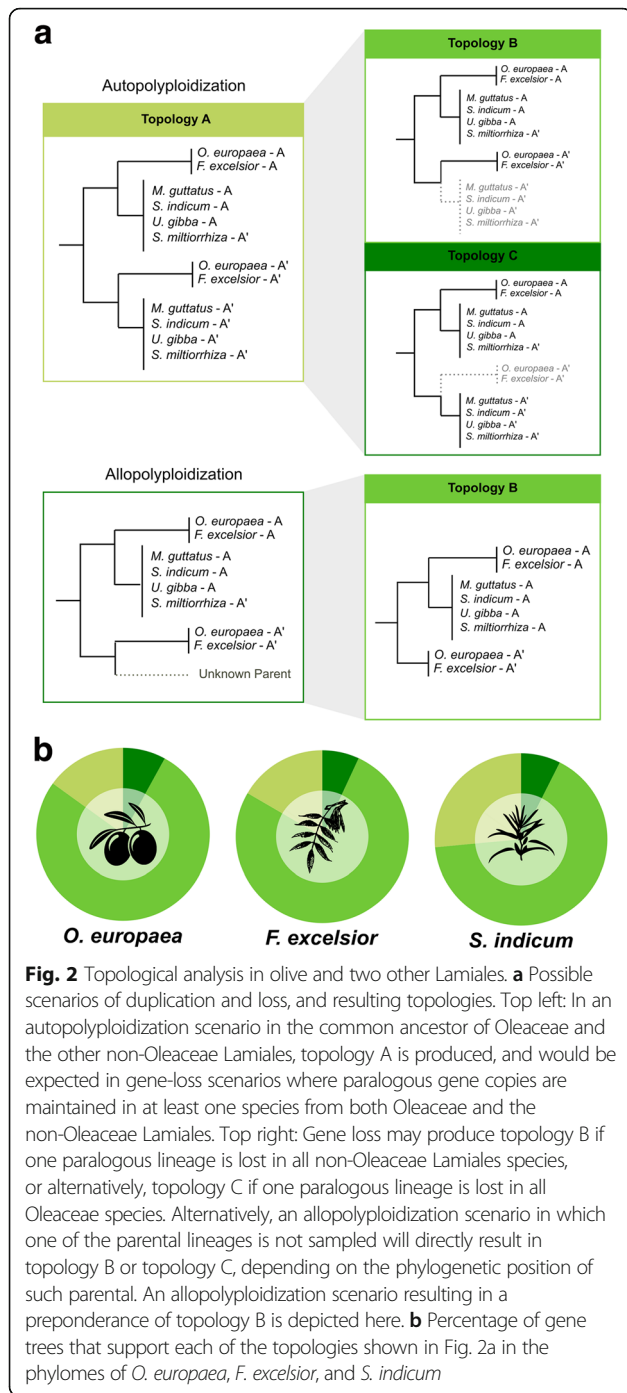 a
Autopolyploidization
Topology A
O. europaea - A
F. excelsior - A
M. guttatus - A
S. indicum - A
U. gibba - A
S. miltiorrhiza - A'
O. europaea - A'
F. excelsior - A'
M. guttatus - A'
S. indicum - A'
U. gibba - A'
S. miltiorrhiza - A'
Topology B
O. europaea - A
F. excelsior - A
M. guttatus - A
S. indicum - A
U. gibba - A
S. miltiorrhiza - A'
O. europaea - A'
F. excelsior - A'
M. guttatus - A'
S. indicum - A'
U. gibba - A'
S. miltiorrhiza - A'
Topology C
O. europaea - A
F. excelsior - A
M. guttatus - A
S. indicum - A
U. gibba - A
S. miltiorrhiza - A'
O. europaea - A'
F. excelsior - A'
M. guttatus - A'
S. indicum - A'
U. gibba - A'
S. miltiorrhiza - A'
Allopolyploidization
O. europaea - A
F. excelsior - A
M. guttatus - A
S. indicum - A
U. gibba - A
S. miltiorrhiza - A'
O. europaea - A'
F. excelsior - A'
Unknown Parent
Topology B
O. europaea - A
F. excelsior - A
M. guttatus - A
S. indicum - A
U. gibba - A
S. miltiorrhiza - A
O. europaea - A'
F. excelsior - A'
b
O. europaea
F. excelsior
S. indicum
Fig. 2 Topological analysis in olive and two other Lamiales. a Possible
scenarios of duplication and loss, and resulting topologies. Top left: In an
autopolyploidization scenario in the common ancestor of Oleaceae and
the other non-Oleaceae Lamiales, topology A is produced, and would be
expected in gene-loss scenarios where paralogous gene copies are
maintained in at least one species from both Oleaceae and the
non-Oleaceae Lamiales. Top right: Gene loss may produce topology B if
one paralogous lineage is lost in all non-Oleaceae Lamiales species,
or alternatively, topology C if one paralogous lineage is lost in all
Oleaceae species. Alternatively, an allopolyploidization scenario in which
one of the parental lineages is not sampled will directly result in
topology B or topology C, depending on the phylogenetic position of
such parental. An allopolyploidization scenario resulting in a
preponderance of topology B is depicted here. b Percentage of gene
trees that support each of the topologies shown in Fig. 2a in the
phylomes of O. europaea, F. excelsior, and S. indicum